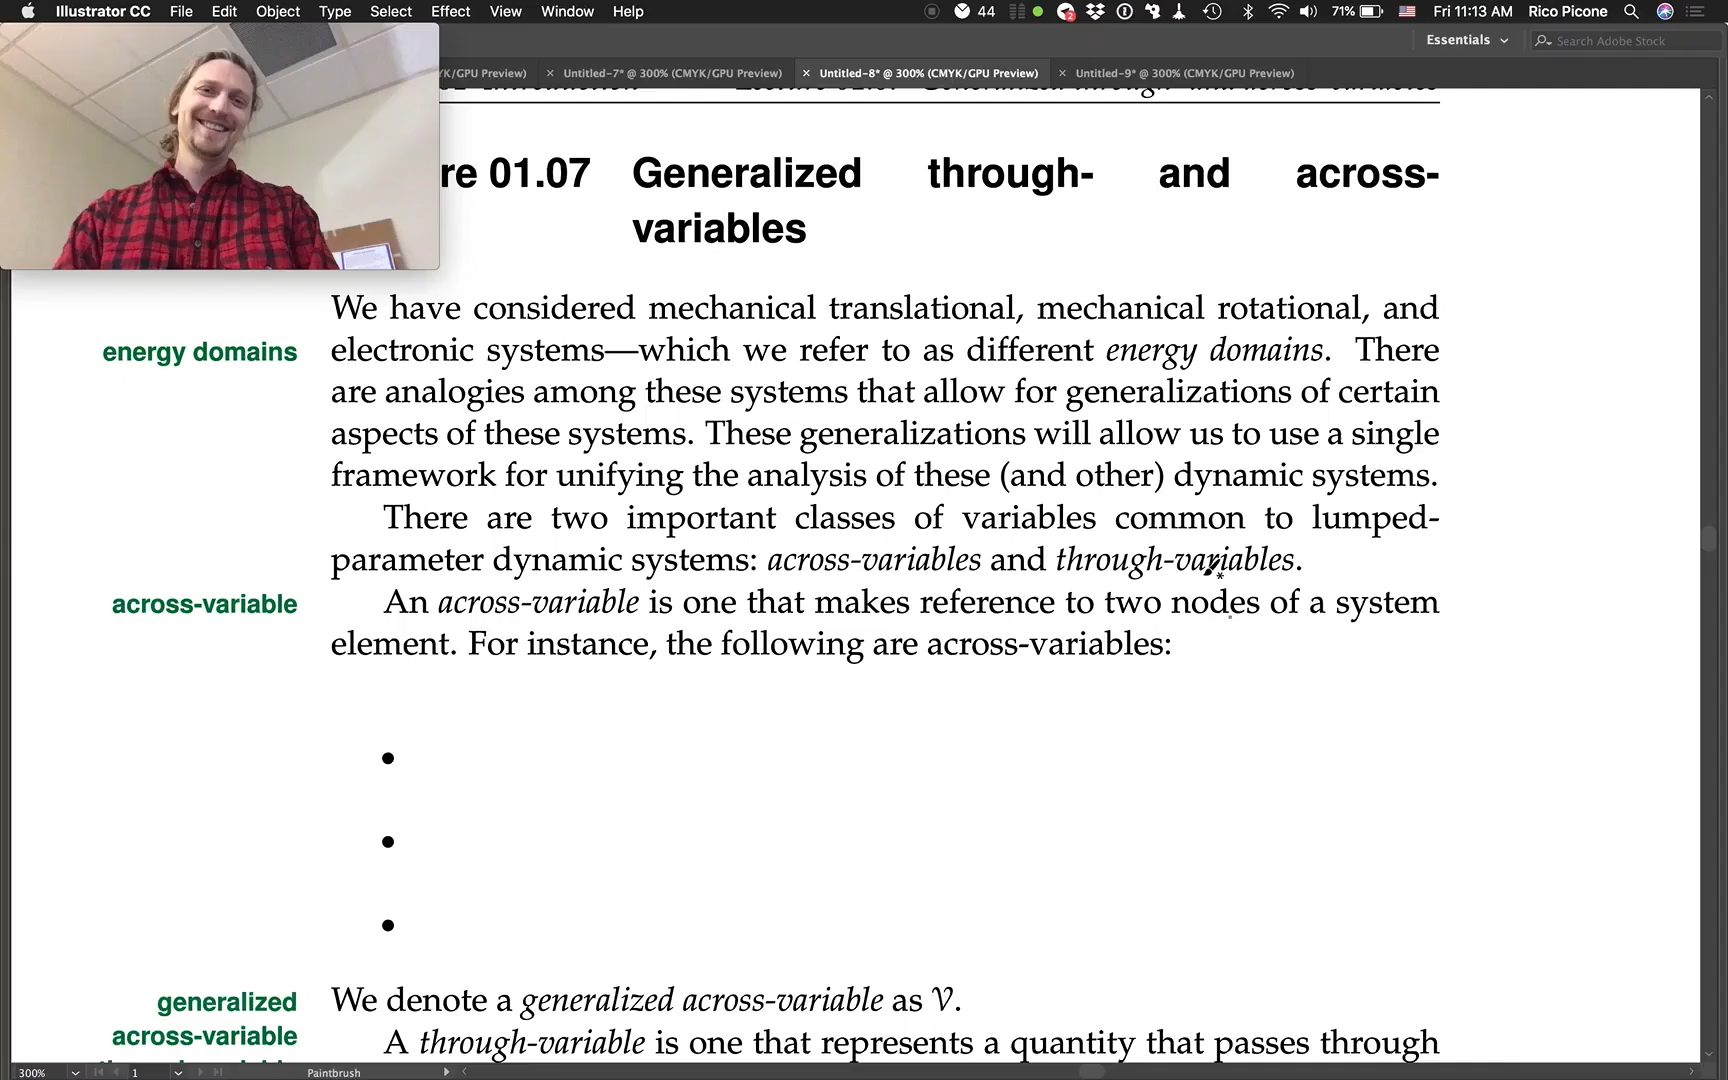 Illustrator CC File Edit Object Type Select Effect View Window Help 44 2 71% Fri 11:13 AM Rico Picone
Essentials Search Adobe Stock
YK/GPU Preview) × Untitled-7* @ 300% (CMYK/GPU Preview) × Untitled-8* @ 300% (CMYK/GPU Preview) × Untitled-9* @ 300% (CMYK/GPU Preview)
re 01.07 Generalized through- and across-
variables
We have considered mechanical translational, mechanical rotational, and
energy domains electronic systems—which we refer to as different energy domains. There
are analogies among these systems that allow for generalizations of certain
aspects of these systems. These generalizations will allow us to use a single
framework for unifying the analysis of these (and other) dynamic systems.
There are two important classes of variables common to lumped-
parameter dynamic systems: across-variables and through-variables.
across-variable An across-variable is one that makes reference to two nodes of a system
element. For instance, the following are across-variables:
•
•
•
generalized We denote a generalized across-variable as 𝒱.
across-variable A through-variable is one that represents a quantity that passes through
300% 1 Paintbrush